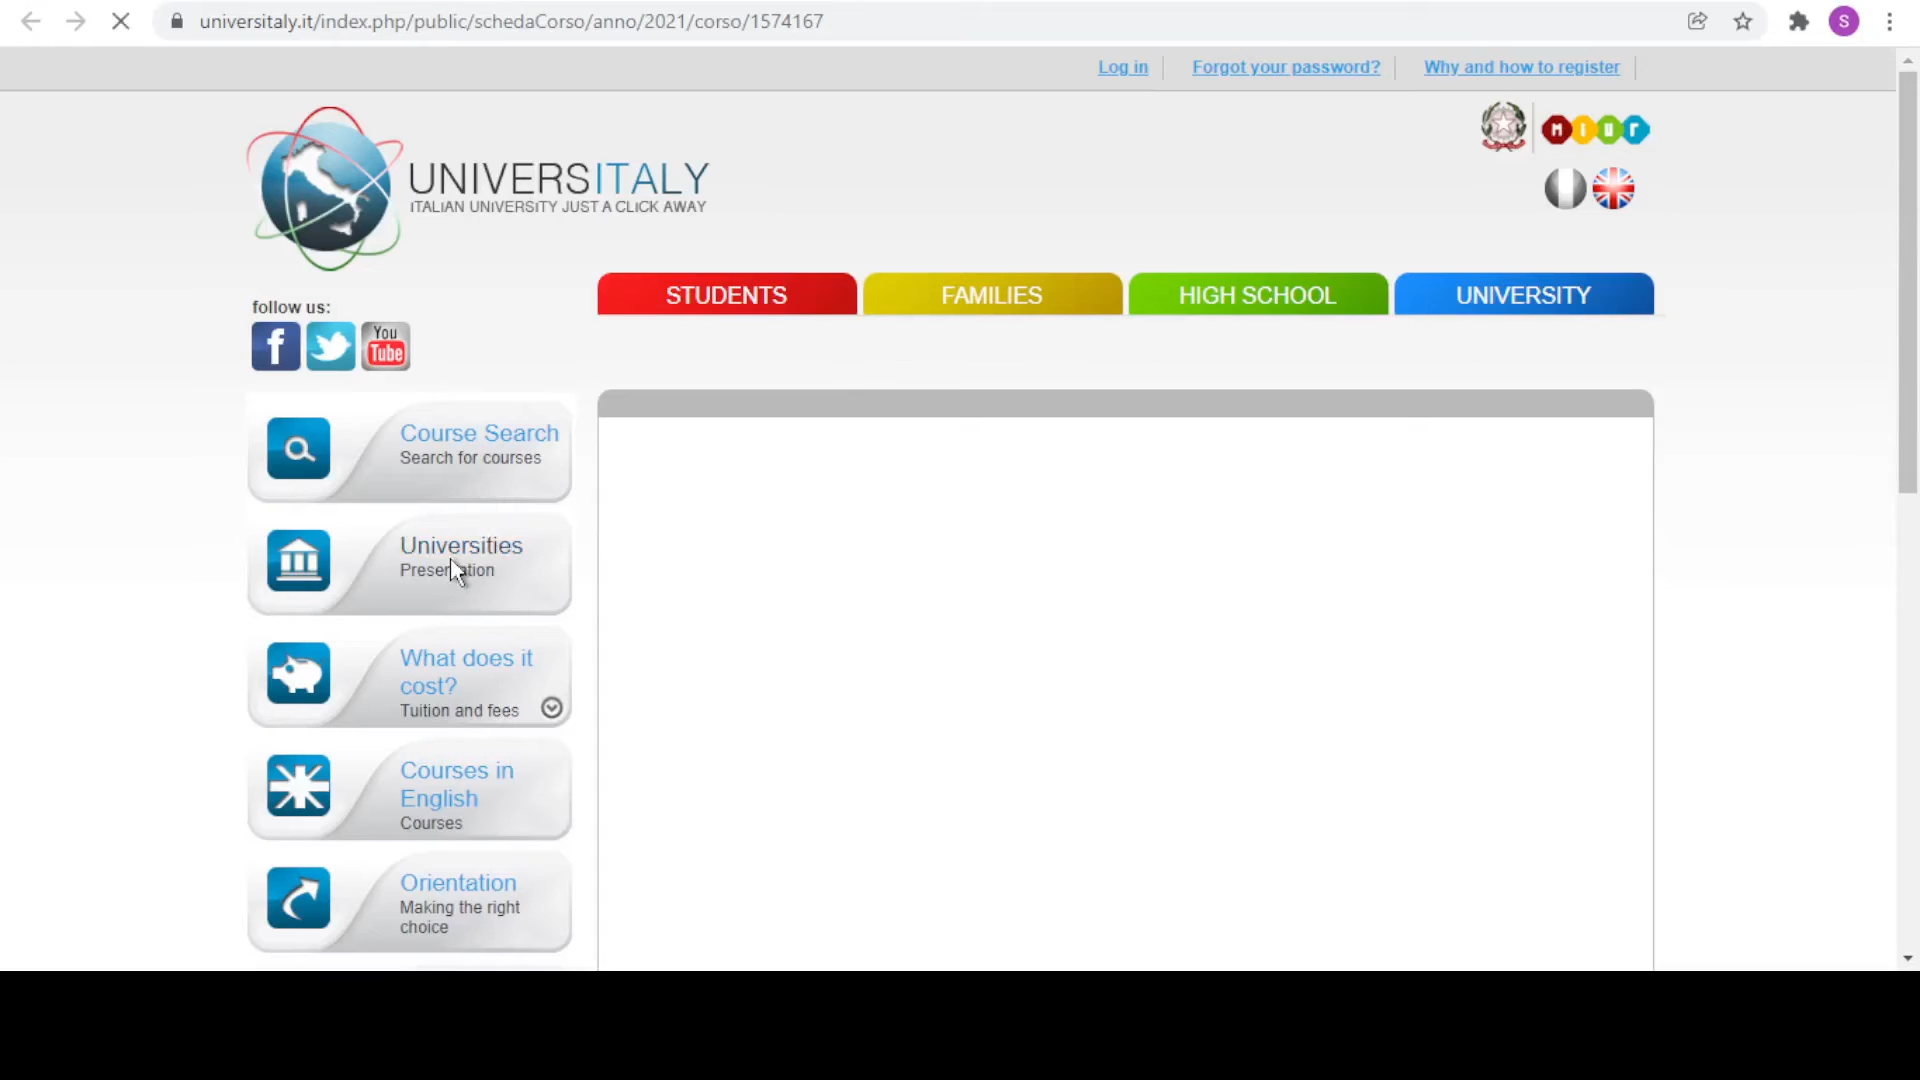 universitaly.it/index.php/public/schedaCorso/anno/2021/corso/1574167
S
Log in
Forgot your password?
Why and how to register
UNIVERSITALY
ITALIAN UNIVERSITY JUST A CLICK AWAY
MIUR
STUDENTS
FAMILIES
HIGH SCHOOL
UNIVERSITY
follow us:
f
You
Tube
Course Search
Search for courses
Universities
Presentation
What does it
cost?
Tuition and fees
Courses in
English
Courses
Orientation
Making the right
choice